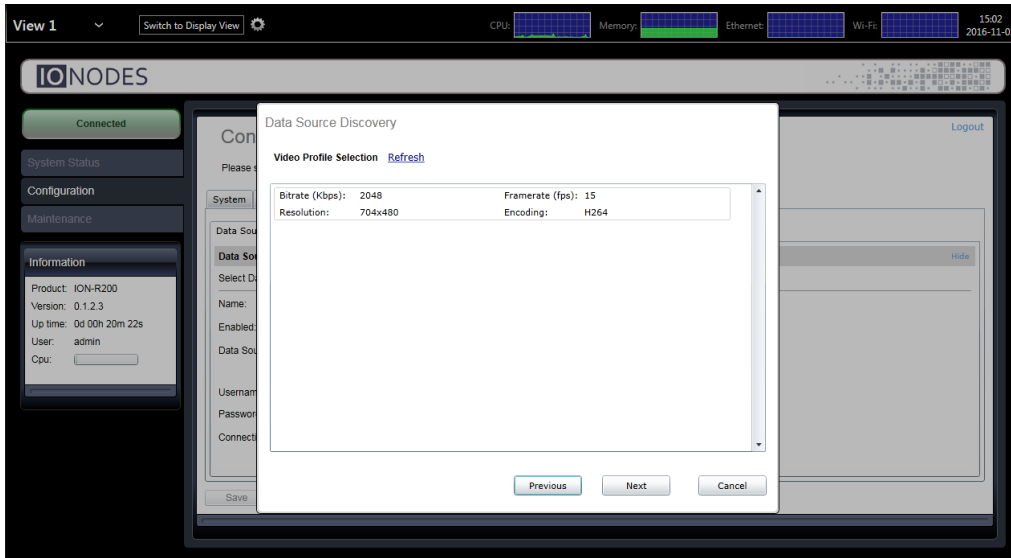 View 1 Switch to Display View CPU: Memory: Ethernet: Wi-Fi: 15:02
2016-11-0
IONODES
Connected
System Status
Configuration
Maintenance
Information
Product: ION-R200
Version: 0.1.2.3
Up time: 0d 00h 20m 22s
User: admin
Cpu:
Con
Please s
Logout
System
Data Sou
Data Sou
Hide
Select Da
Name:
Enabled:
Data Sou
Usernam
Passwor
Connecti
Save
Data Source Discovery
Video Profile Selection Refresh
Bitrate (Kbps): 2048 Framerate (fps): 15
Resolution: 704x480 Encoding: H264
Previous Next Cancel